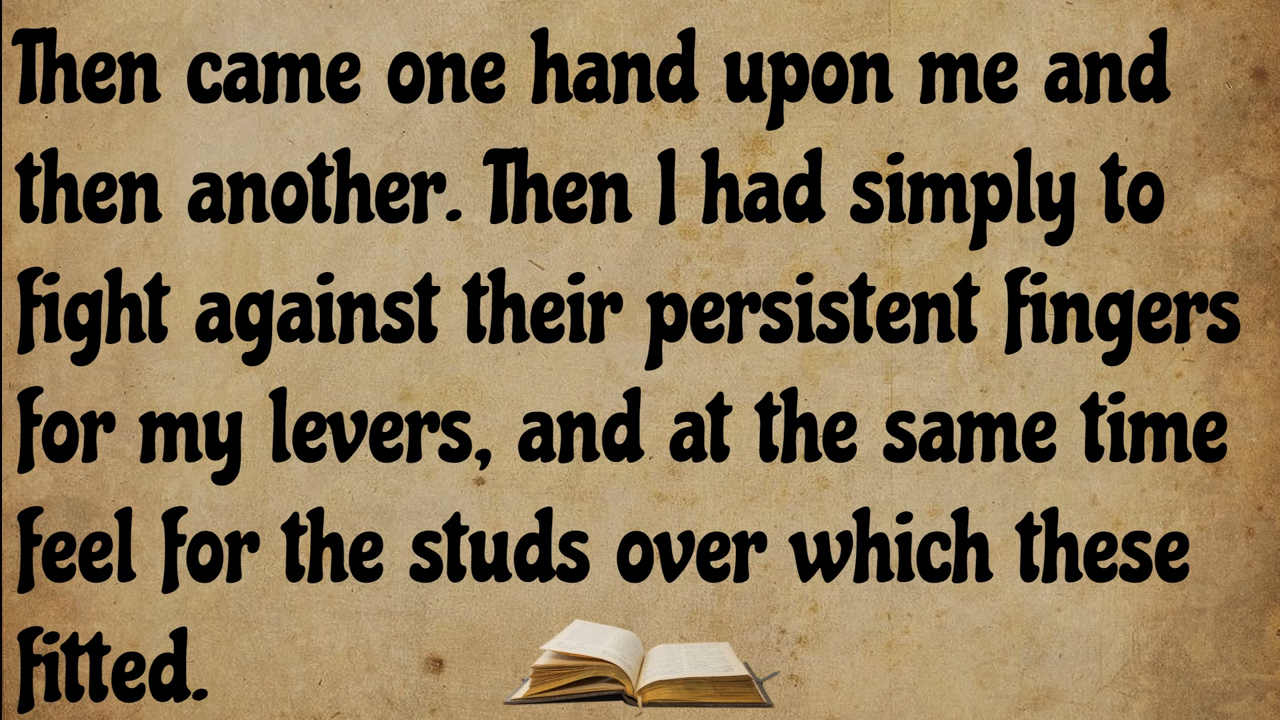 Then came one hand upon me and
then another. Then I had simply to
fight against their persistent fingers
for my levers, and at the same time
feel for the studs over which these
fitted.